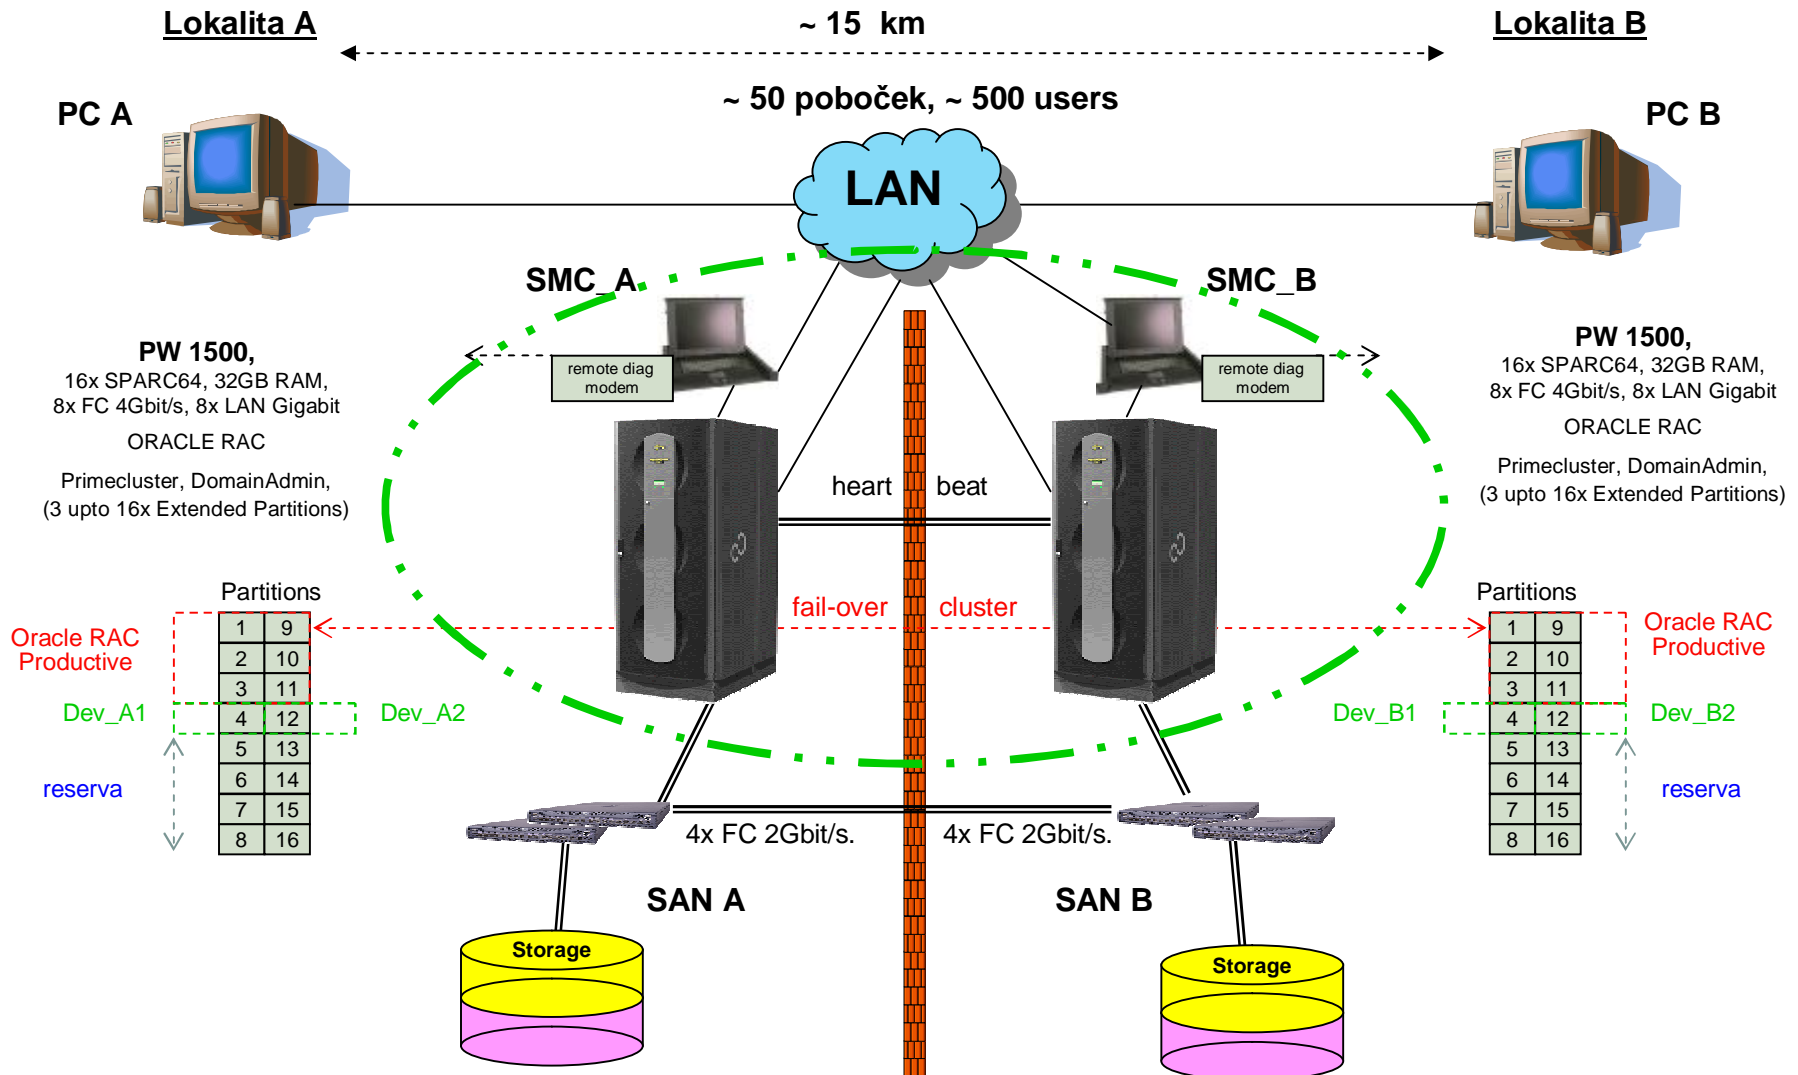 Lokalita A
~ 15 km
Lokalita B
~ 50 poboček, ~ 500 users
PC A
PC B
LAN
SMC_A
SMC_B
remote diag
modem
remote diag
modem
PW 1500,
16x SPARC64, 32GB RAM,
8x FC 4Gbit/s, 8x LAN Gigabit
ORACLE RAC
Primecluster, DomainAdmin,
(3 upto 16x Extended Partitions)
PW 1500,
16x SPARC64, 32GB RAM,
8x FC 4Gbit/s, 8x LAN Gigabit
ORACLE RAC
Primecluster, DomainAdmin,
(3 upto 16x Extended Partitions)
heart beat
fail-over cluster
Partitions
Oracle RAC
Productive
1 9
2 10
3 11
Dev_A1 4 12 Dev_A2
5 13
6 14
reserva
7 15
8 16
Partitions
Oracle RAC
Productive
1 9
2 10
3 11
Dev_B1 4 12 Dev_B2
5 13
6 14
reserva
7 15
8 16
4x FC 2Gbit/s. 4x FC 2Gbit/s.
SAN A
SAN B
Storage
Storage